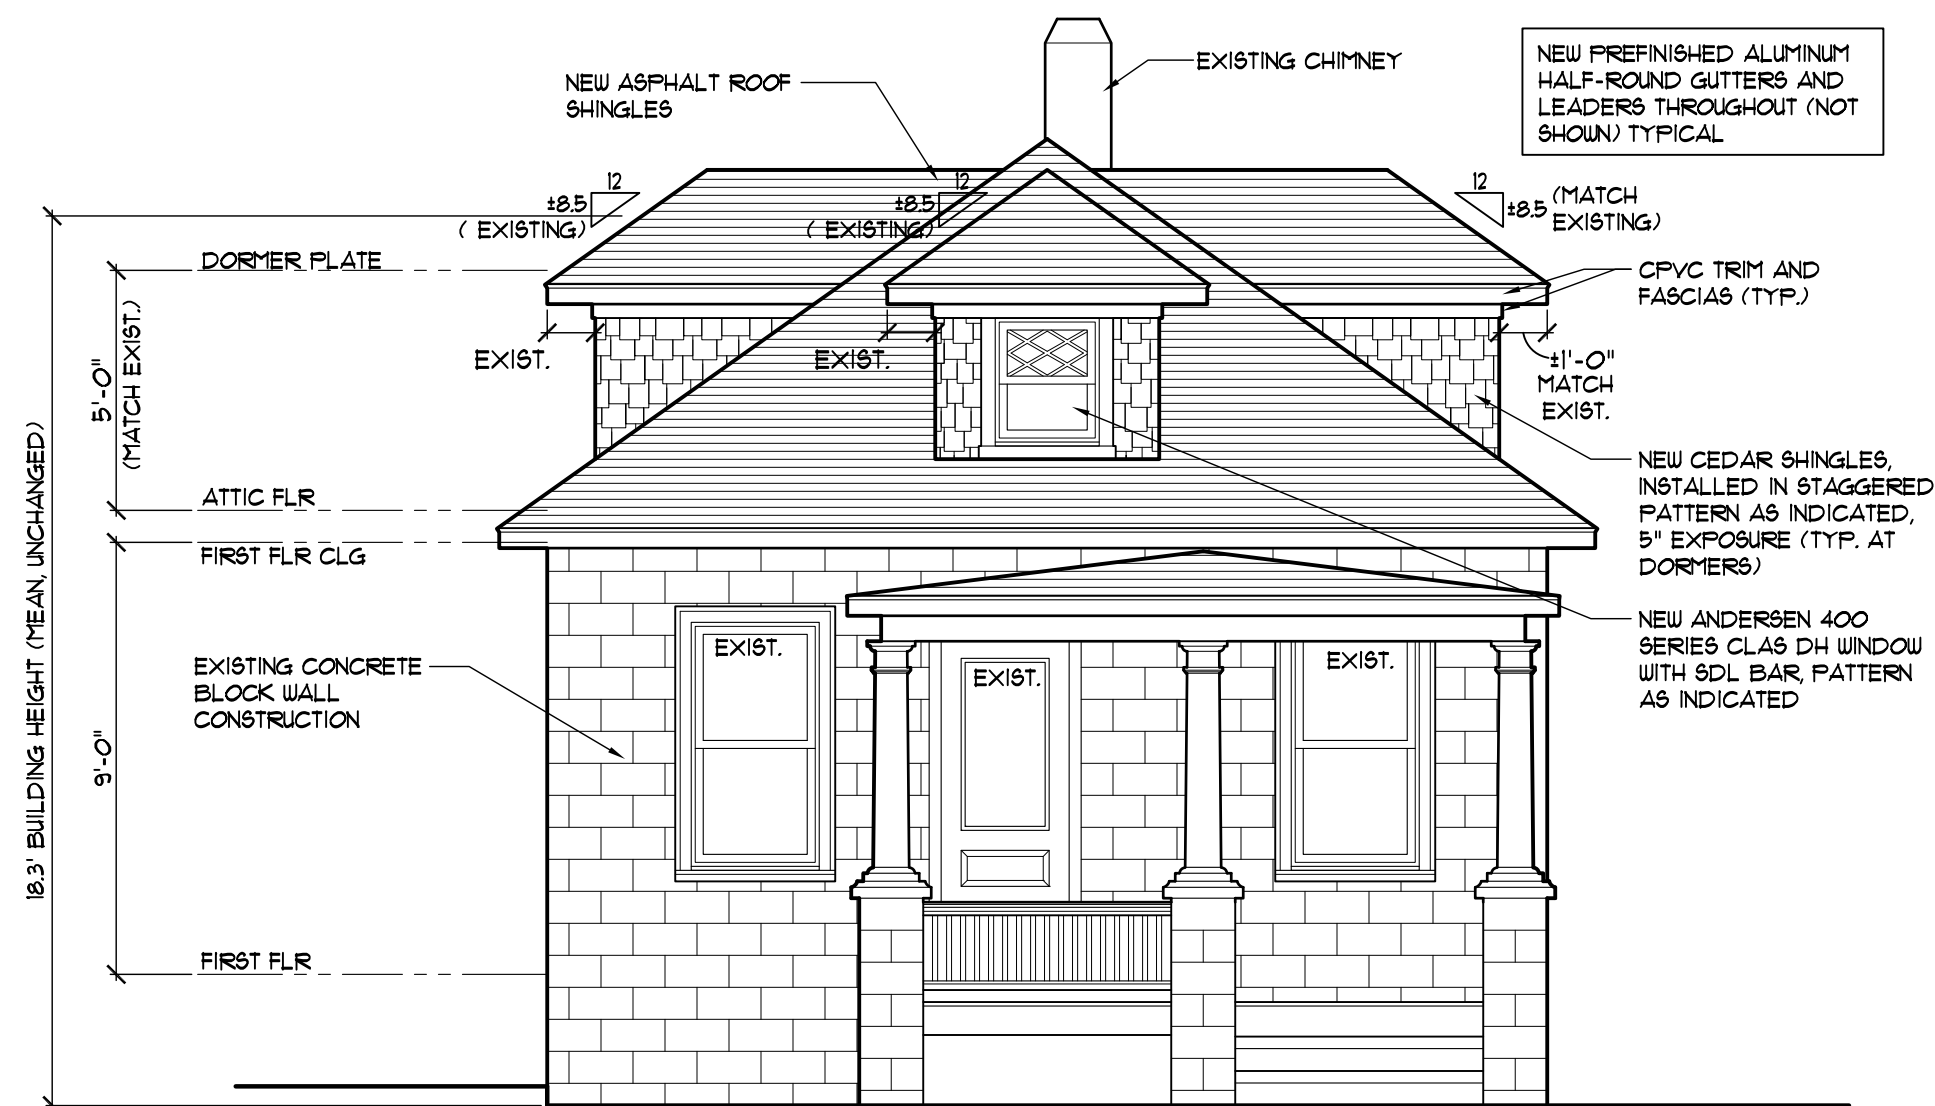 EXISTING CHIMNEY
NEW PREFINISHED ALUMINUM
HALF-ROUND GUTTERS AND
LEADERS THROUGHOUT (NOT
SHOWN) TYPICAL
NEW ASPHALT ROOF
SHINGLES
12
±8.5
( EXISTING)
12
±8.5
( EXISTING)
12
±8.5
(MATCH
EXISTING)
DORMER PLATE
CPVC TRIM AND
FASCIAS (TYP.)
EXIST.
EXIST.
±1'-0"
MATCH
EXIST.
5'-0"
(MATCH EXIST.)
18.3' BUILDING HEIGHT (MEAN, UNCHANGED)
NEW CEDAR SHINGLES,
INSTALLED IN STAGGERED
PATTERN AS INDICATED,
5" EXPOSURE (TYP. AT
DORMERS)
ATTIC FLR
FIRST FLR CLG
NEW ANDERSEN 400
SERIES CLAS DH WINDOW
WITH SDL BAR, PATTERN
AS INDICATED
EXIST.
EXIST.
EXIST.
EXISTING CONCRETE
BLOCK WALL
CONSTRUCTION
9'-0"
FIRST FLR